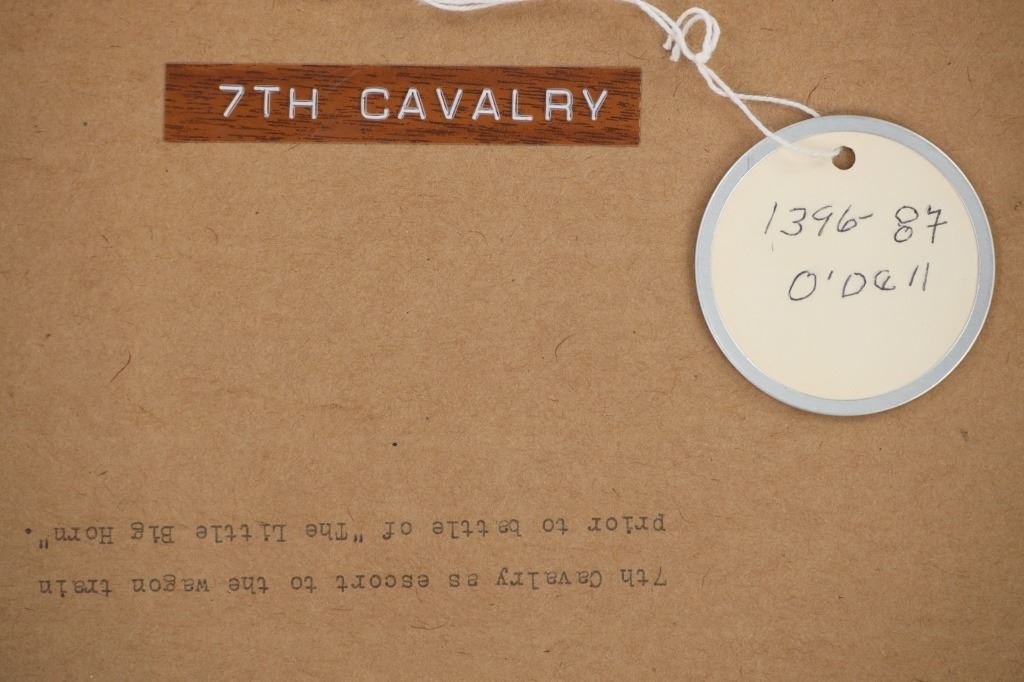 7TH CAVALRY
1396-87
O'Dell
7th Cavalry as escort to the wagon train
prior to battle of "The Little Big Horn".